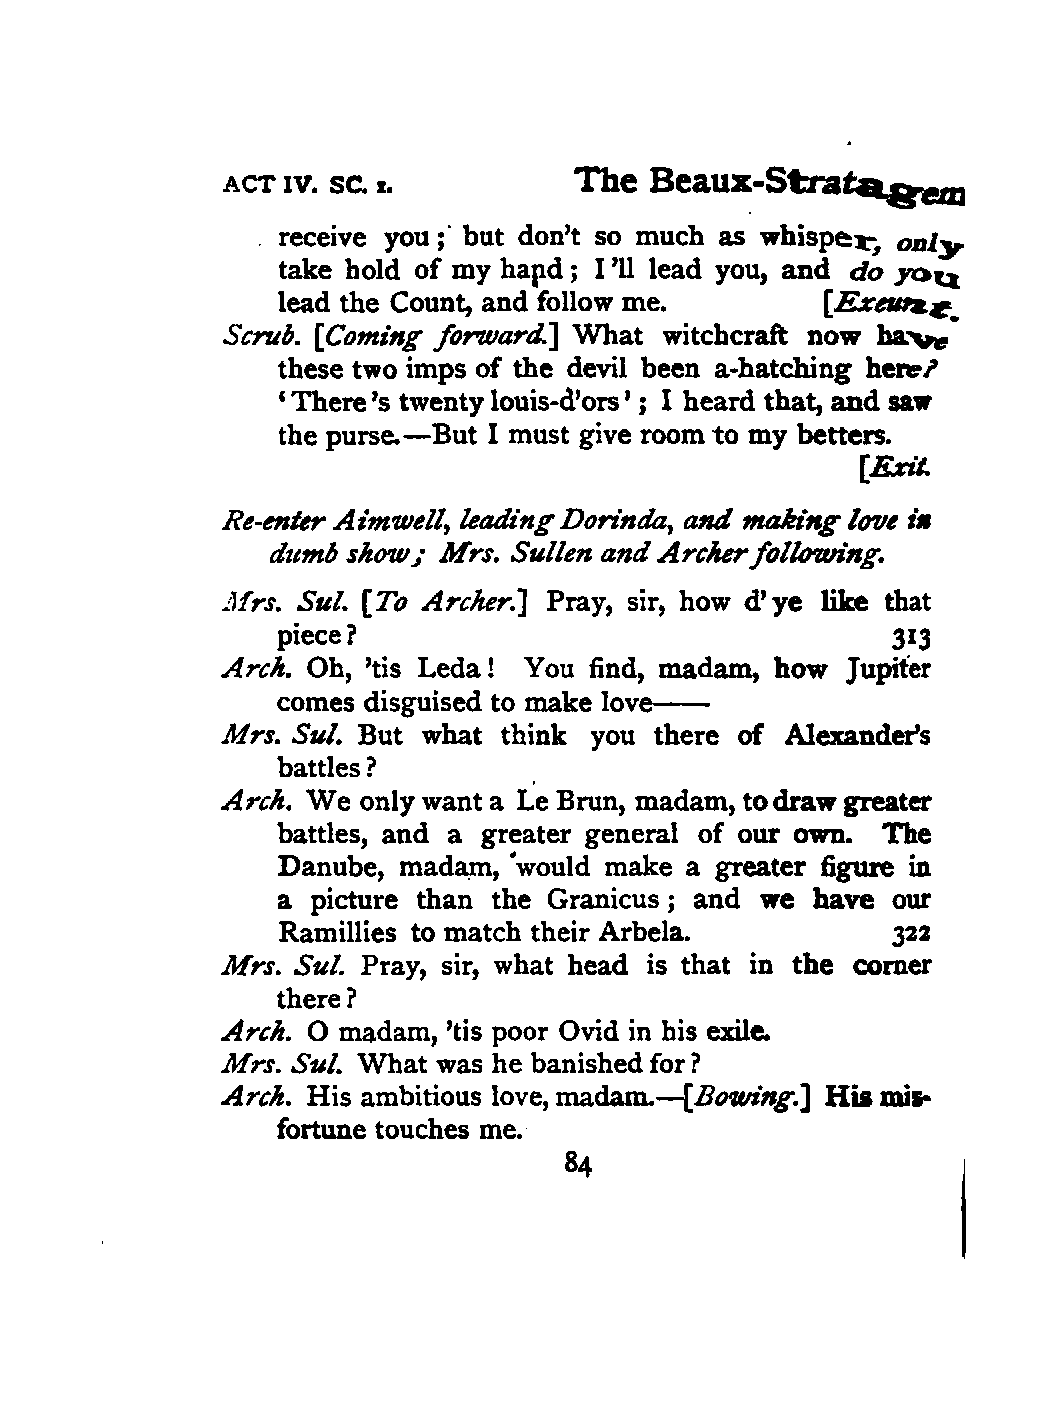 ACT IV. SC. 1. The Beaux-Stratagem
receive you; but don't so much as whisper, only
take hold of my hand; I'll lead you, and do you
lead the Count, and follow me. [Exeunt.
Scrub. [Coming forward.] What witchcraft now have
these two imps of the devil been a-hatching here?
'There's twenty louis-d'ors'; I heard that, and saw
the purse.—But I must give room to my betters.
[Exit.
Re-enter Aimwell, leading Dorinda, and making love in
dumb show; Mrs. Sullen and Archer following.
Mrs. Sul. [To Archer.] Pray, sir, how d'ye like that
piece? 313
Arch. Oh, 'tis Leda! You find, madam, how Jupiter
comes disguised to make love——
Mrs. Sul. But what think you there of Alexander's
battles?
Arch. We only want a Le Brun, madam, to draw greater
battles, and a greater general of our own. The
Danube, madam, would make a greater figure in
a picture than the Granicus; and we have our
Ramillies to match their Arbela. 322
Mrs. Sul. Pray, sir, what head is that in the corner
there?
Arch. O madam, 'tis poor Ovid in his exile.
Mrs. Sul. What was he banished for?
Arch. His ambitious love, madam.—[Bowing.] His mis-
fortune touches me.
84